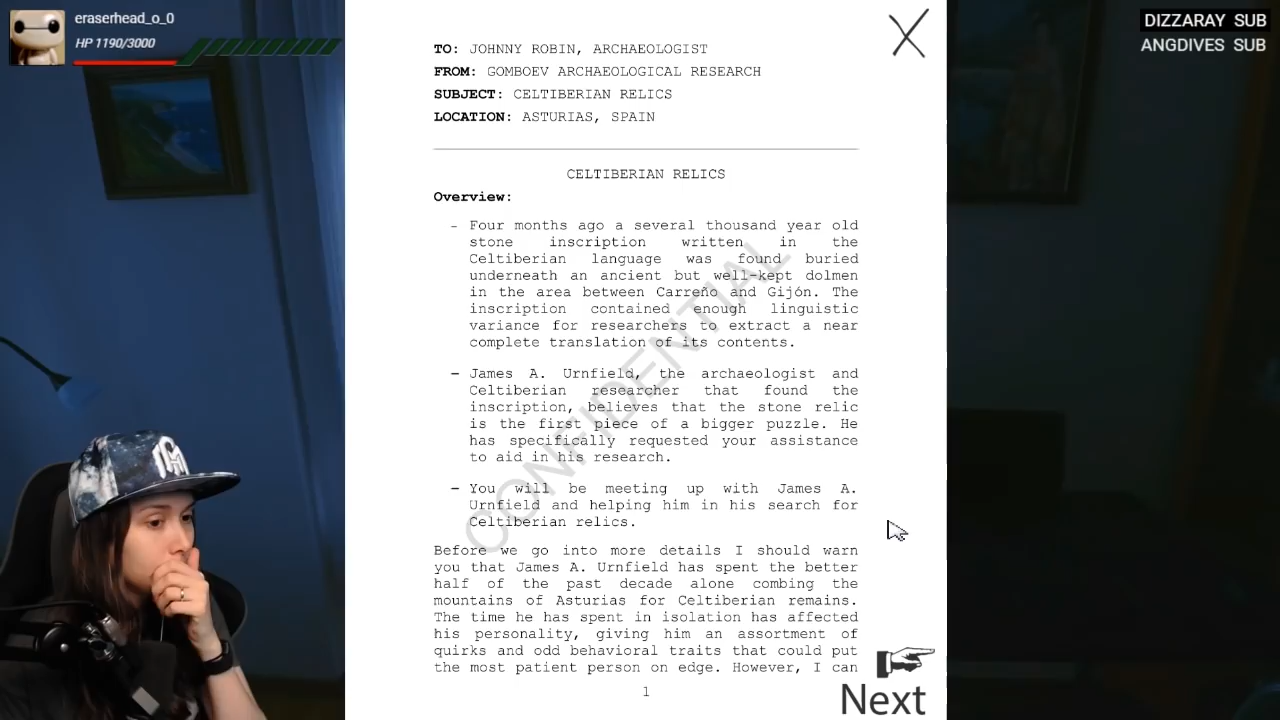 eraserhead_o_0
HP 1190/3000
DIZZARAY SUB
ANGDIVES SUB
TO: JOHNNY ROBIN, ARCHAEOLOGIST
FROM: GOMBOEV ARCHAEOLOGICAL RESEARCH
SUBJECT: CELTIBERIAN RELICS
LOCATION: ASTURIAS, SPAIN
CELTIBERIAN RELICS
Overview:
- Four months ago a several thousand year old
stone inscription written in the
Celtiberian language was found buried
underneath an ancient but well-kept dolmen
in the area between Carreño and Gijón. The
inscription contained enough linguistic
variance for researchers to extract a near
complete translation of its contents.
- James A. Urnfield, the archaeologist and
Celtiberian researcher that found the
inscription, believes that the stone relic
is the first piece of a bigger puzzle. He
has specifically requested your assistance
to aid in his research.
- You will be meeting up with James A.
Urnfield and helping him in his search for
Celtiberian relics.
Before we go into more details I should warn
you that James A. Urnfield has spent the better
half of the past decade alone combing the
mountains of Asturias for Celtiberian remains.
The time he has spent in isolation has affected
his personality, giving him an assortment of
quirks and odd behavioral traits that could put
the most patient person on edge. However, I can
1
CONFIDENTIAL
Next